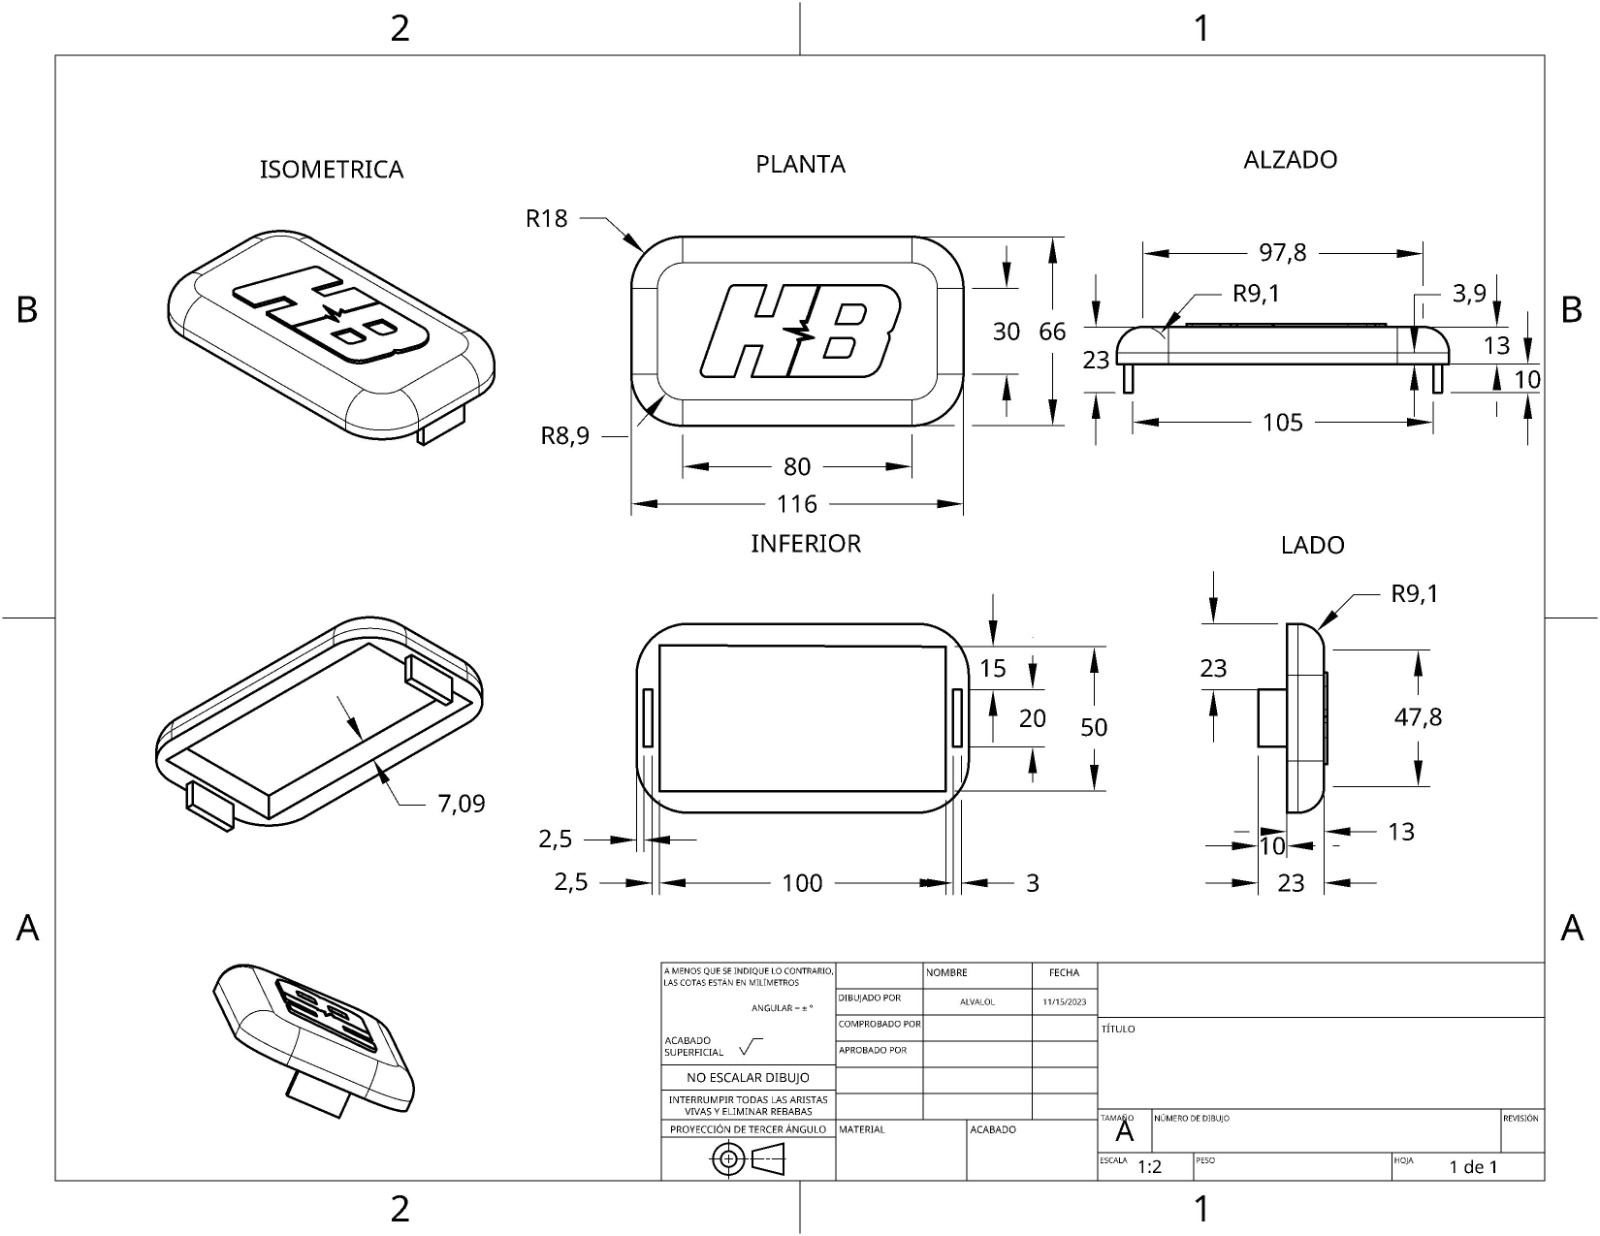 2
1
ISOMETRICA
PLANTA
ALZADO
B
B
R18
97,8
R9,1
3,9
HB
HB
30
66
23
13
10
R8,9
105
80
116
INFERIOR
LADO
R9,1
15
23
20
50
47,8
7,09
2,5
13
10
2,5
100
3
23
A
A
A MENOS QUE SE INDIQUE LO CONTRARIO,
LAS COTAS ESTÁN EN MILÍMETROS
ANGULAR = ± °
ACABADO
SUPERFICIAL
NO ESCALAR DIBUJO
INTERRUMPIR TODAS LAS ARISTAS
VIVAS Y ELIMINAR REBABAS
PROYECCIÓN DE TERCER ÁNGULO
NOMBRE
FECHA
DIBUJADO POR
ALVALOL
11/15/2023
COMPROBADO POR
APROBADO POR
MATERIAL
ACABADO
TÍTULO
TAMAÑO
A
NÚMERO DE DIBUJO
REVISIÓN
ESCALA
1:2
PESO
HOJA
1 de 1
2
1